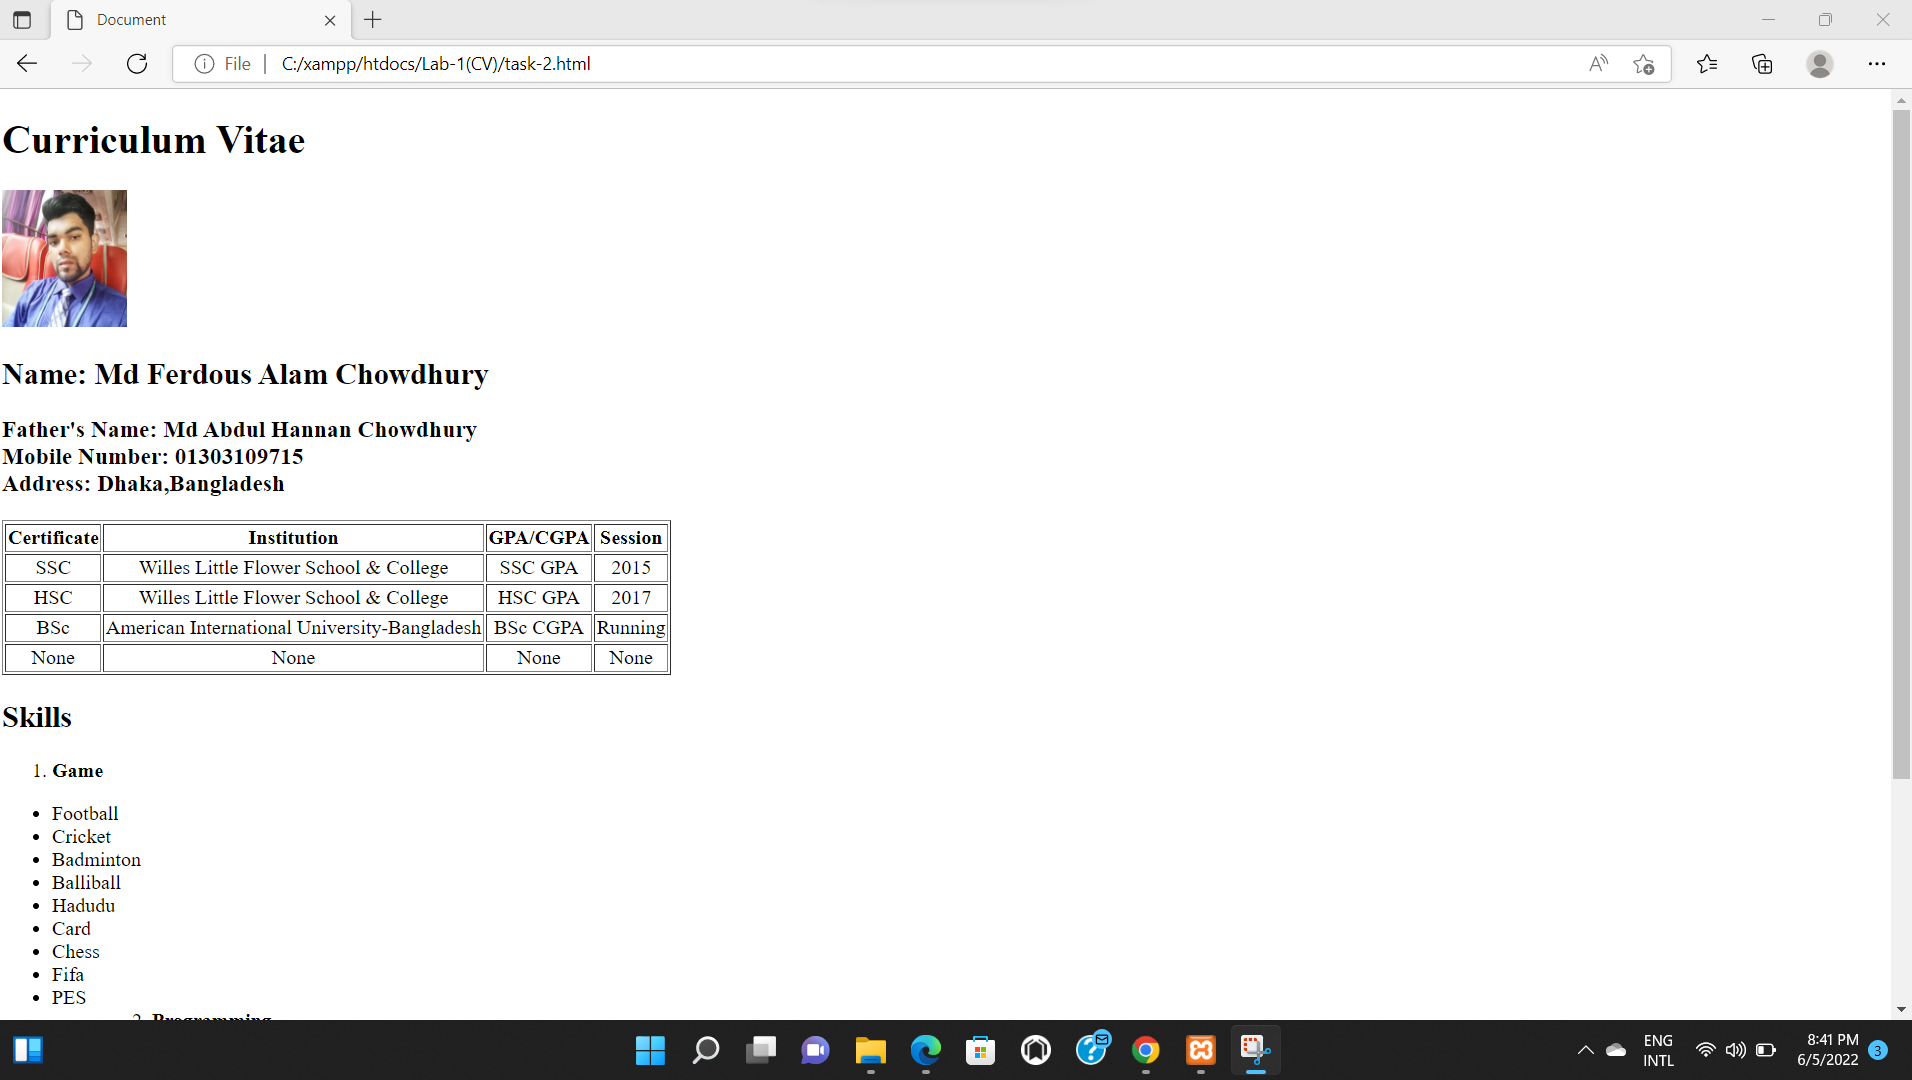 Document
File
C:/xampp/htdocs/Lab-1(CV)/task-2.html
Curriculum Vitae
Name: Md Ferdous Alam Chowdhury
Father's Name: Md Abdul Hannan Chowdhury
Mobile Number: 01303109715
Address: Dhaka,Bangladesh
Certificate Institution GPA/CGPA Session
SSC Willes Little Flower School & College SSC GPA 2015
HSC Willes Little Flower School & College HSC GPA 2017
BSc American International University-Bangladesh BSc CGPA Running
None None None None
Skills
1. Game
• Football
• Cricket
• Badminton
• Balliball
• Hadudu
• Card
• Chess
• Fifa
• PES
2. Programming
ENG
INTL
8:41 PM
6/5/2022
3